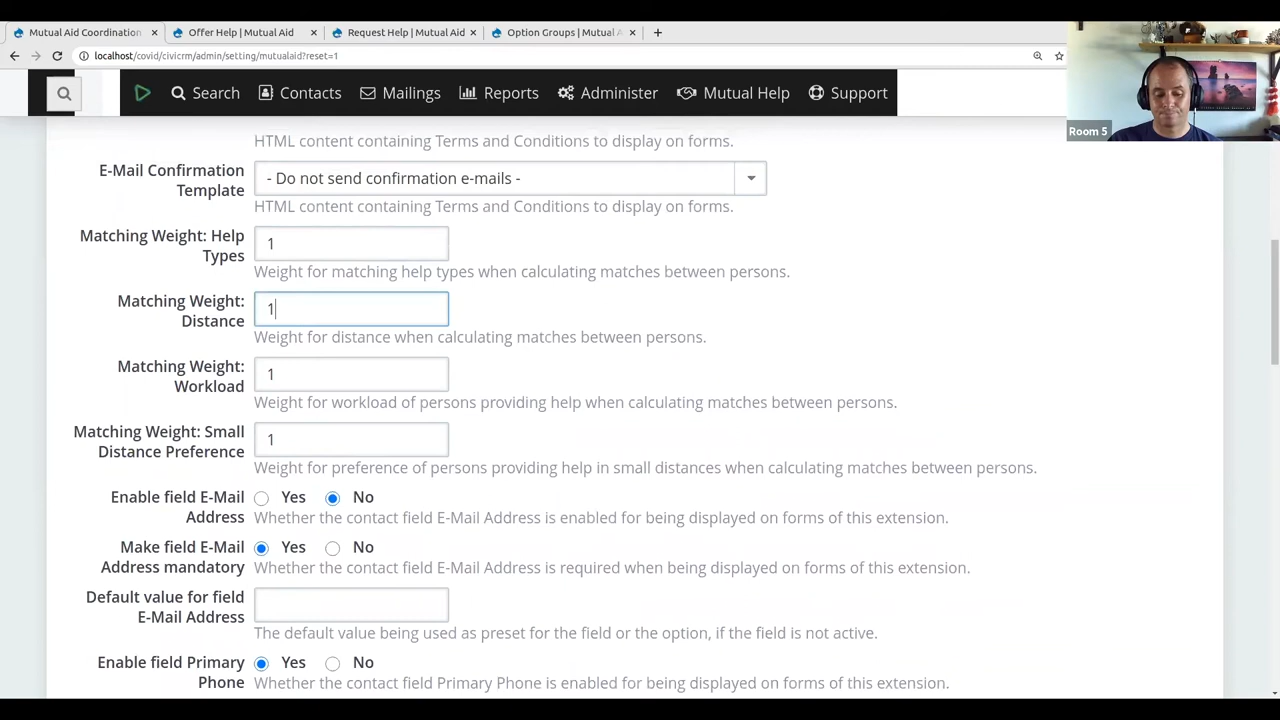 Mutual Aid Coordination
Offer Help | Mutual Aid
Request Help | Mutual Aid
Option Groups | Mutual A
localhost/covid/civicrm/admin/setting/mutualaid?reset=1
Search
Contacts
Mailings
Reports
Administer
Mutual Help
Support
Room 5
HTML content containing Terms and Conditions to display on forms.
E-Mail Confirmation
Template
- Do not send confirmation e-mails -
HTML content containing Terms and Conditions to display on forms.
Matching Weight: Help
Types
1
Weight for matching help types when calculating matches between persons.
Matching Weight:
Distance
1
Weight for distance when calculating matches between persons.
Matching Weight:
Workload
1
Weight for workload of persons providing help when calculating matches between persons.
Matching Weight: Small
Distance Preference
1
Weight for preference of persons providing help in small distances when calculating matches between persons.
Enable field E-Mail
Address
Yes
No
Whether the contact field E-Mail Address is enabled for being displayed on forms of this extension.
Make field E-Mail
Address mandatory
Yes
No
Whether the contact field E-Mail Address is required when being displayed on forms of this extension.
Default value for field
E-Mail Address
The default value being used as preset for the field or the option, if the field is not active.
Enable field Primary
Phone
Yes
No
Whether the contact field Primary Phone is enabled for being displayed on forms of this extension.